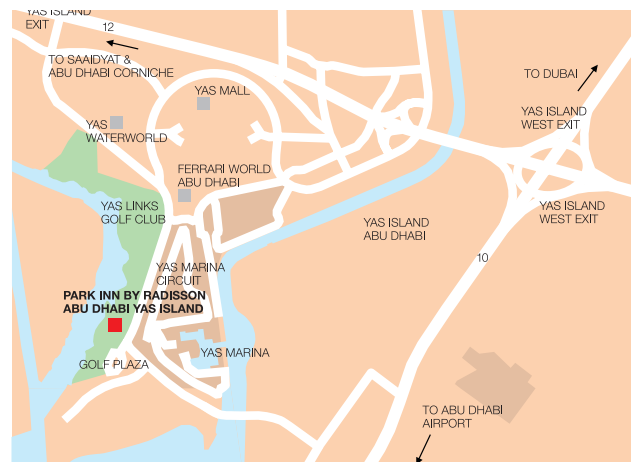 YAS ISLAND
EXIT
12
TO SAAIDYAT &
ABU DHABI CORNICHE
TO DUBAI
YAS MALL
YAS ISLAND
WEST EXIT
YAS
WATERWORLD
FERRARI WORLD
ABU DHABI
YAS LINKS
GOLF CLUB
YAS ISLAND
WEST EXIT
YAS ISLAND
ABU DHABI
10
YAS MARINA
CIRCUIT
PARK INN BY RADISSON
ABU DHABI YAS ISLAND
YAS MARINA
GOLF PLAZA
TO ABU DHABI
AIRPORT